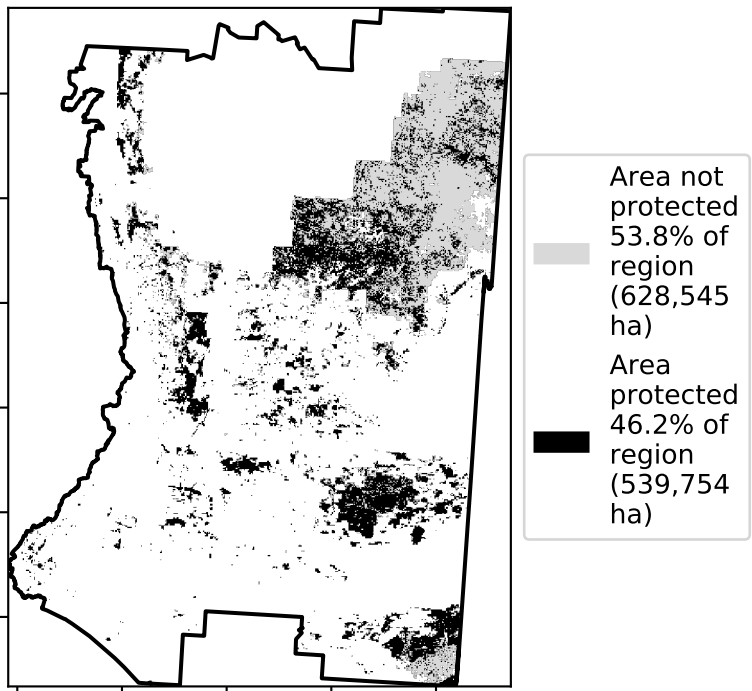 Area not
protected
53.8% of
region
(628,545
ha)
Area
protected
46.2% of
region
(539,754
ha)